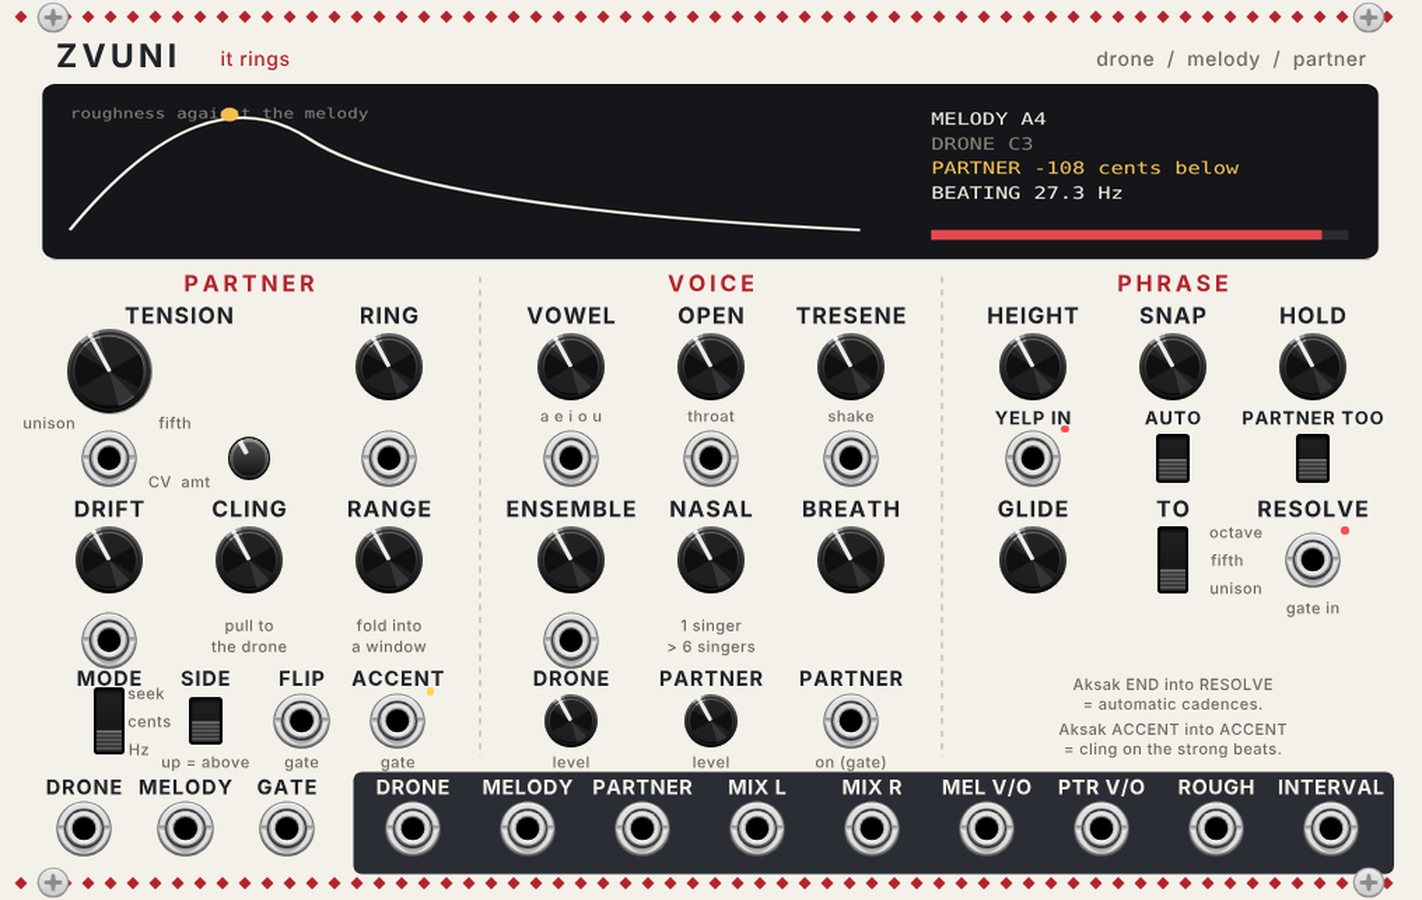 ZVUNI it rings drone / melody / partner
roughness against the melody
MELODY A4
DRONE C3
PARTNER -108 cents below
BEATING 27.3 Hz
PARTNER VOICE PHRASE
TENSION RING VOWEL OPEN TRESENE HEIGHT SNAP HOLD
unison fifth a e i o u throat shake YELP IN AUTO PARTNER TOO
CV amt
DRIFT CLING RANGE ENSEMBLE NASAL BREATH GLIDE TO RESOLVE
octave
fifth
unison
gate in
pull to fold into 1 singer
the drone a window > 6 singers
MODE SIDE FLIP ACCENT DRONE PARTNER PARTNER
seek
cents
Hz
up = above gate gate level level on (gate)
Aksak END into RESOLVE
= automatic cadences.
Aksak ACCENT into ACCENT
= cling on the strong beats.
DRONE MELODY GATE DRONE MELODY PARTNER MIX L MIX R MEL V/O PTR V/O ROUGH INTERVAL